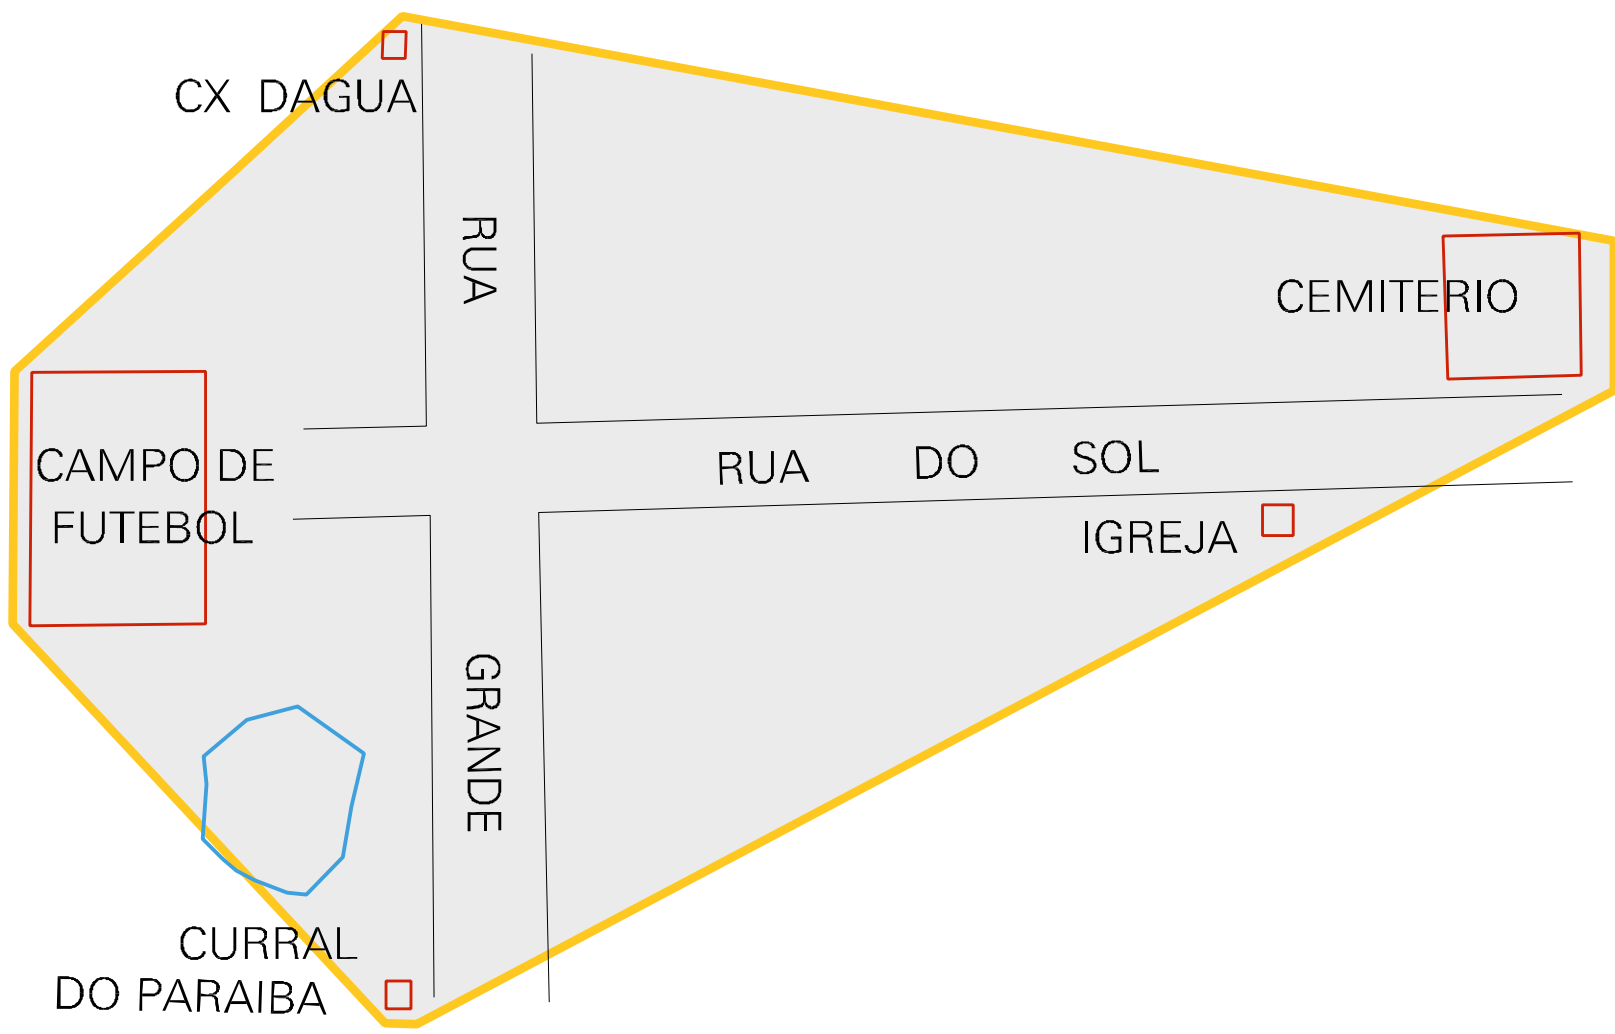 CX DAGUA
RUA
CEMITERIO
CAMPO DE
FUTEBOL
RUA DO SOL
IGREJA
GRANDE
CURRAL
DO PARAIBA